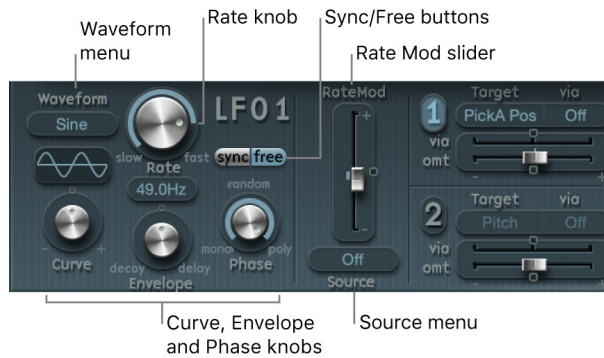 Waveform menu
Rate knob
Sync/Free buttons
Rate Mod slider
Waveform
Sine
LFO1
slow
fast
Rate
sync
free
49.0Hz
random
- +
Curve
decay
delay
Envelope
mono
poly
Phase
RateMod
+
-
Off
Source
1
Target
via
PickA Pos
Off
via
omt
- +
2
Target
via
Pitch
Off
via
omt
- +
Curve, Envelope
and Phase knobs
Source menu